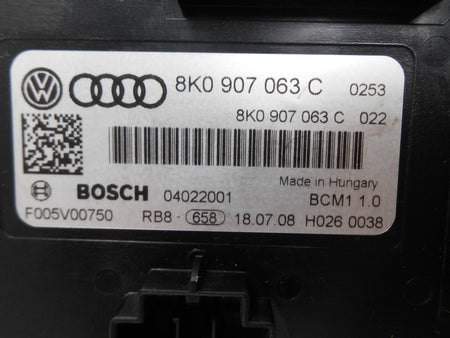 8K0 907 063 C 0253
8K0 907 063 C 022
Made in Hungary
BOSCH 04022001 BCM1 1.0
F005V00750 RB8 - 658 18.07.08 H026 0038